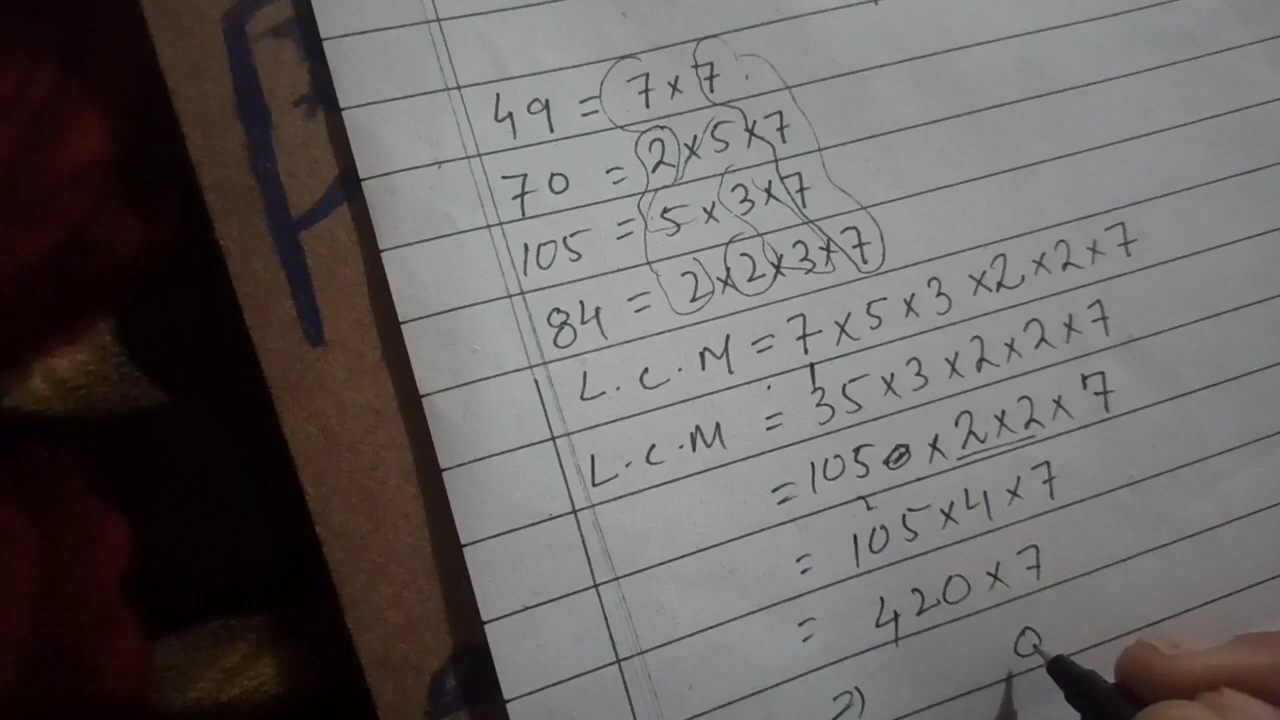 49 = 7 × 7
70 = 2 × 5 × 7
105 = 5 × 3 × 7
84 = 2 × 2 × 3 × 7
L.C.M = 7 × 5 × 3 × 2 × 2 × 7
L.C.M = 35 × 3 × 2 × 2 × 7
= 105 × 2 × 2 × 7
= 105 × 4 × 7
= 420 × 7
0
2)